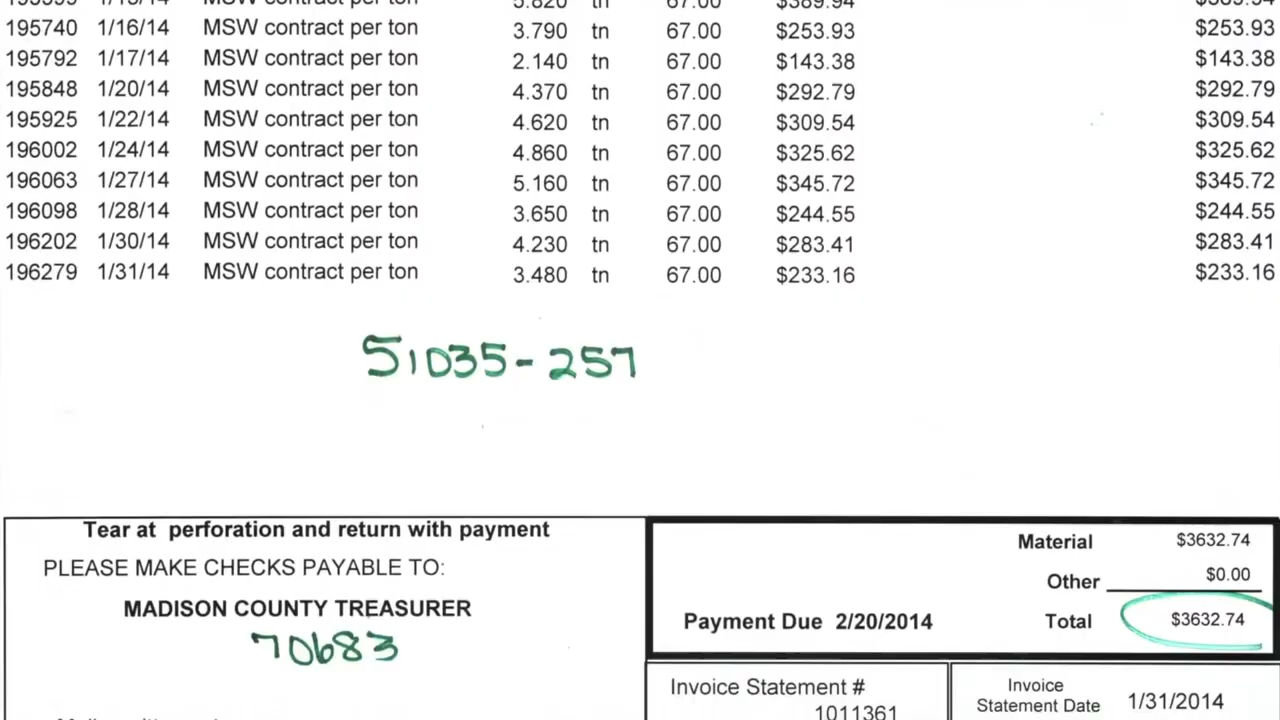 5.820 tn 67.00 $389.94
195740 1/16/14 MSW contract per ton 3.790 tn 67.00 $253.93 $253.93
195792 1/17/14 MSW contract per ton 2.140 tn 67.00 $143.38 $143.38
195848 1/20/14 MSW contract per ton 4.370 tn 67.00 $292.79 $292.79
195925 1/22/14 MSW contract per ton 4.620 tn 67.00 $309.54 $309.54
196002 1/24/14 MSW contract per ton 4.860 tn 67.00 $325.62 $325.62
196063 1/27/14 MSW contract per ton 5.160 tn 67.00 $345.72 $345.72
196098 1/28/14 MSW contract per ton 3.650 tn 67.00 $244.55 $244.55
196202 1/30/14 MSW contract per ton 4.230 tn 67.00 $283.41 $283.41
196279 1/31/14 MSW contract per ton 3.480 tn 67.00 $233.16 $233.16
51035-257
Tear at perforation and return with payment
PLEASE MAKE CHECKS PAYABLE TO:
MADISON COUNTY TREASURER
70683
Material $3632.74
Other $0.00
Payment Due 2/20/2014 Total $3632.74
Invoice Statement #
1011361
Invoice
Statement Date 1/31/2014